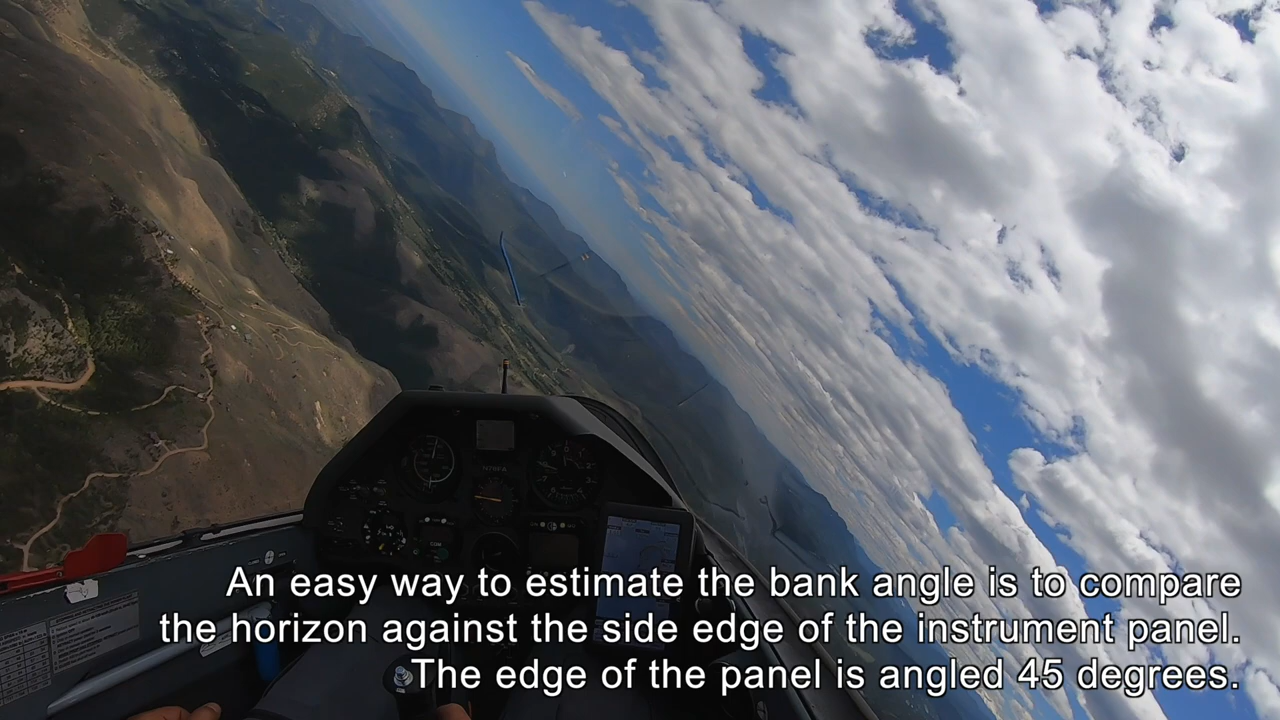 An easy way to estimate the bank angle is to compare
the horizon against the side edge of the instrument panel.
The edge of the panel is angled 45 degrees.